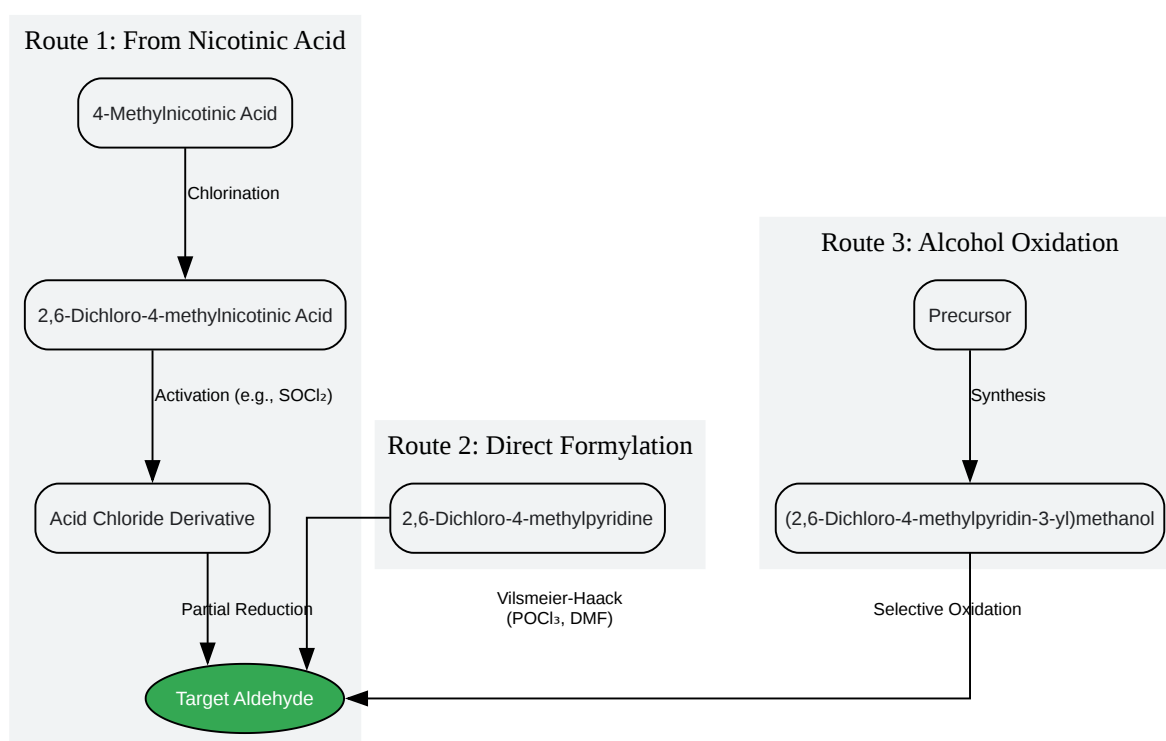 Route 1: From Nicotinic Acid
4-Methylnicotinic Acid
Chlorination
2,6-Dichloro-4-methylnicotinic Acid
Activation (e.g., SOCl₂)
Acid Chloride Derivative
Partial Reduction
Target Aldehyde
Route 2: Direct Formylation
2,6-Dichloro-4-methylpyridine
Vilsmeier-Haack
(POCl₃, DMF)
Route 3: Alcohol Oxidation
Precursor
Synthesis
(2,6-Dichloro-4-methylpyridin-3-yl)methanol
Selective Oxidation